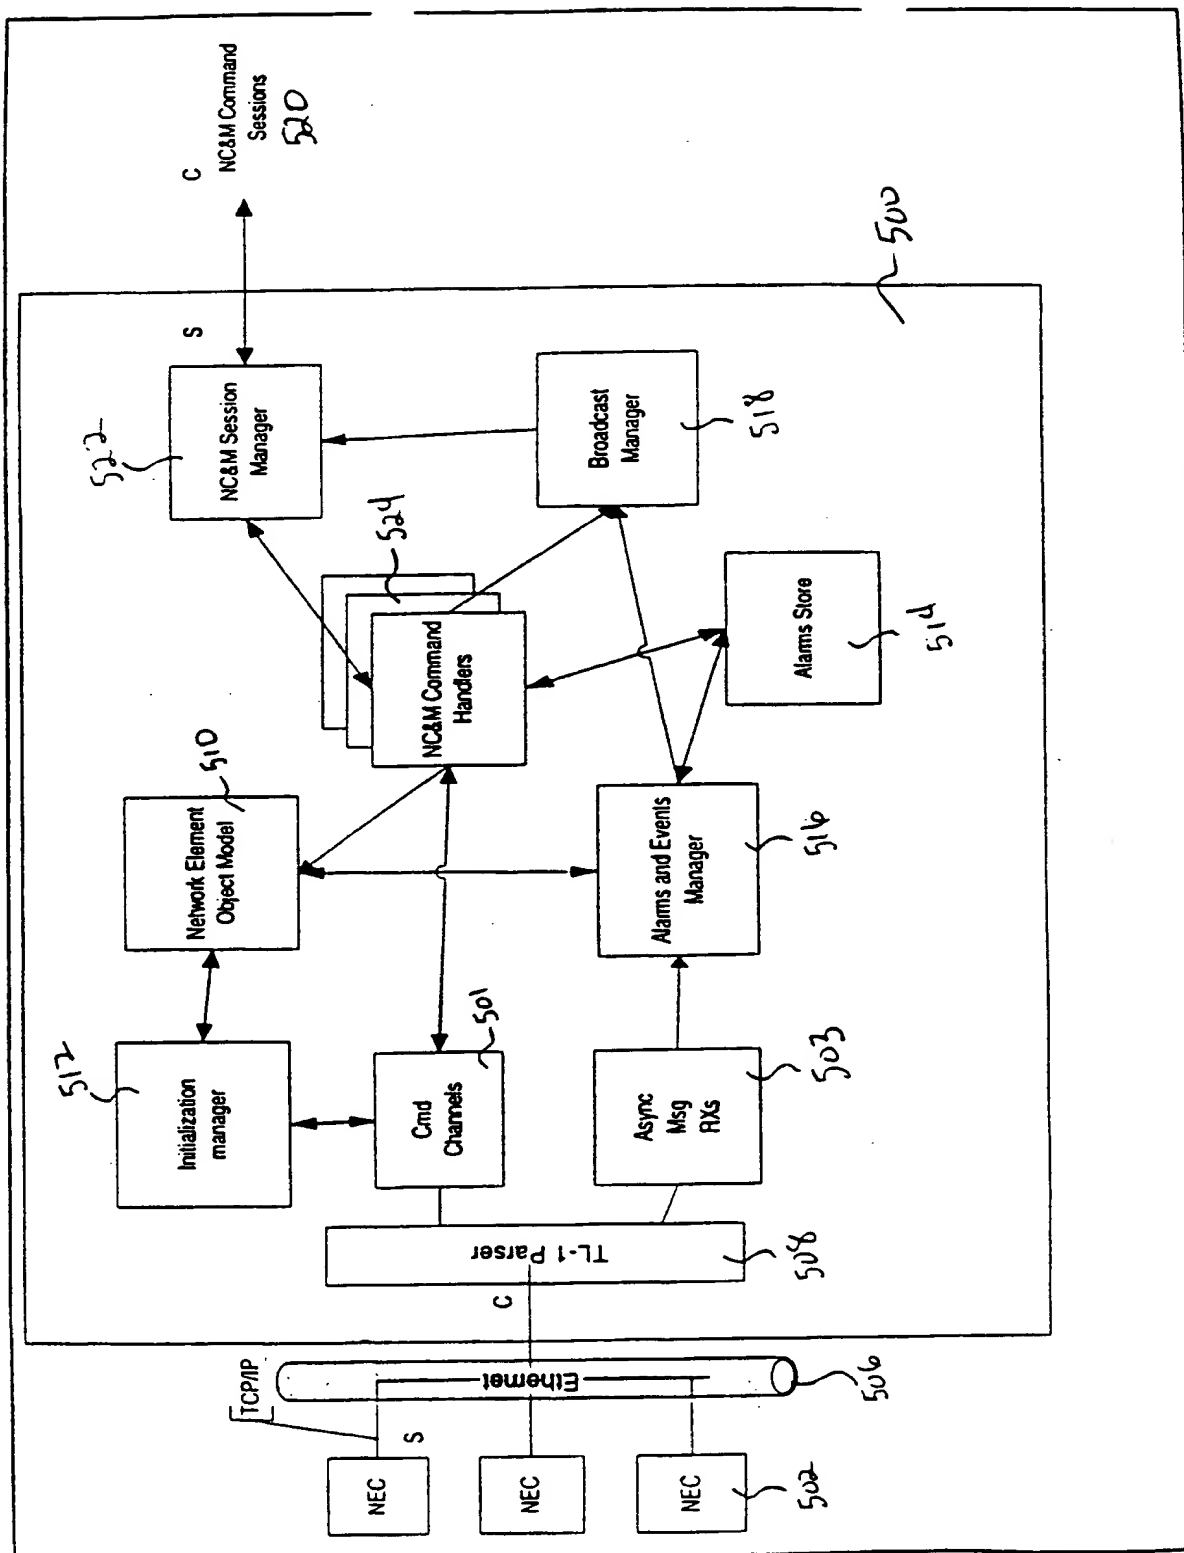 NEC
NEC
NEC
502
S
TCP/IP
Ethernet
506
C
TL-1 Parser
508
Initialization
manager
512
Cmd
Channels
501
Async
Msg
RXs
503
Network Element
Object Model
510
Alarms and Events
Manager
516
NC&M Command
Handlers
524
Alarms Store
514
NC&M Session
Manager
522
Broadcast
Manager
518
S
500
C
NC&M Command
Sessions
520